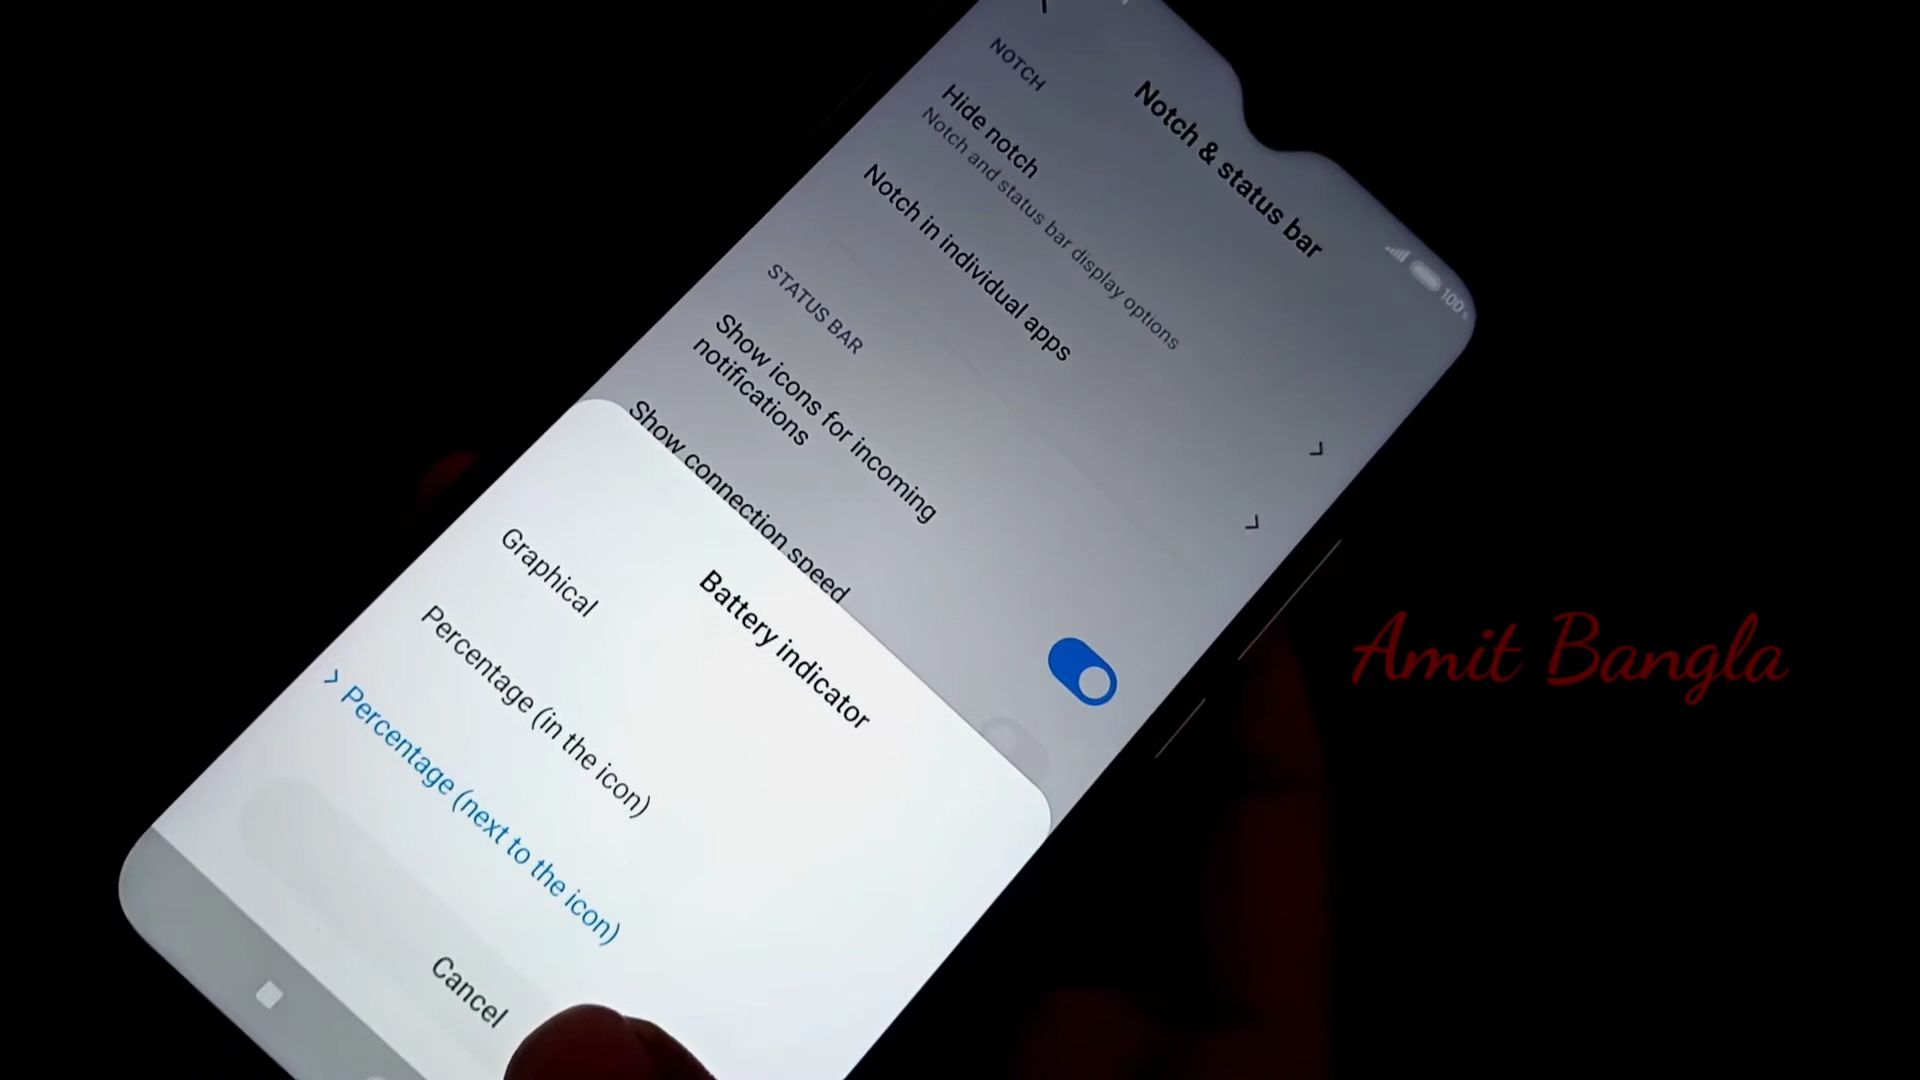 100
Notch & status bar
NOTCH
Hide notch
Notch and status bar display options
Notch in individual apps
STATUS BAR
Show icons for incoming
notifications
Show connection speed
Battery indicator
Graphical
Percentage (in the icon)
Percentage (next to the icon)
Cancel
Amit Bangla